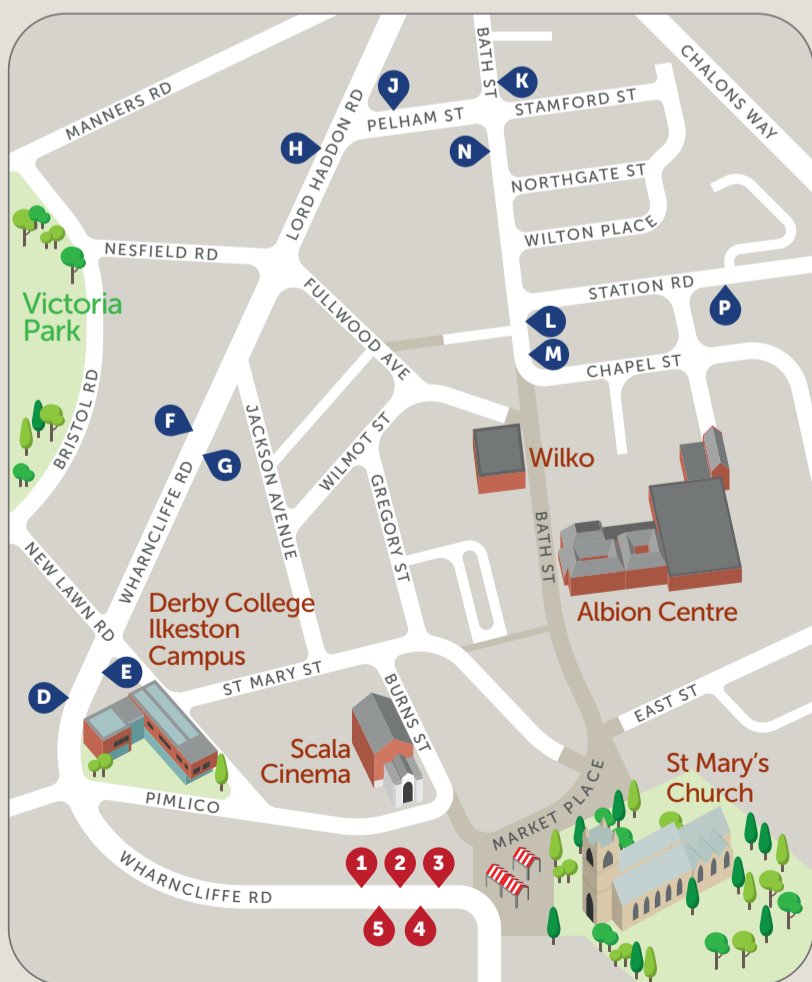 BATH ST
CHALONS WAY
MANNERS RD
J
K
STAMFORD ST
PELHAM ST
LORD HADDON RD
H
N
NORTHGATE ST
WILTON PLACE
NESFIELD RD
STATION RD
FULLWOOD AVE
Victoria
Park
P
L
M
CHAPEL ST
BRISTOL RD
F
G
JACKSON AVENUE
WILMOT ST
Wilko
GREGORY ST
WHARNCLIFFE RD
BATH ST
NEW LAWN RD
Derby College
Ilkeston
Campus
Albion Centre
E
D
ST MARY ST
BURNS ST
EAST ST
Scala
Cinema
St Mary's
Church
PIMLICO
MARKET PLACE
WHARNCLIFFE RD
1
2
3
5
4